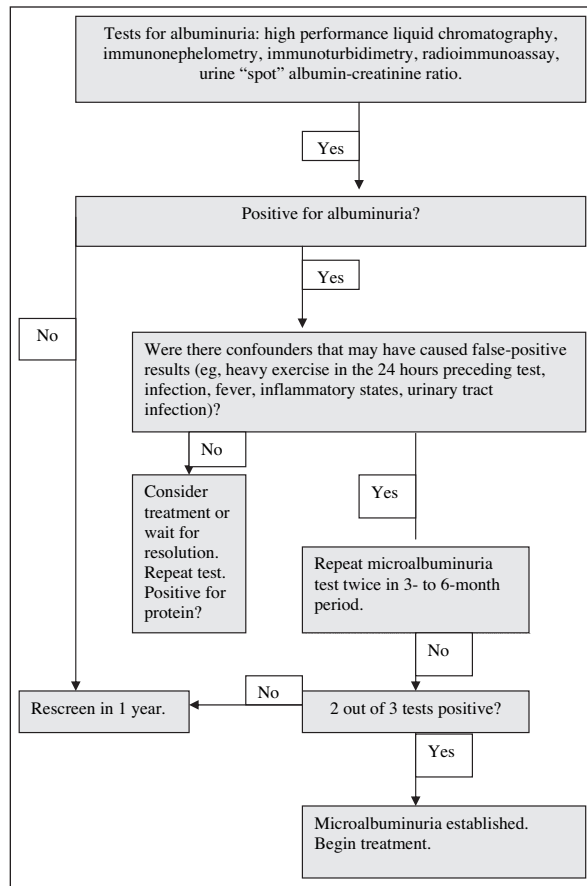 Tests for albuminuria: high performance liquid chromatography,
immunonephelometry, immunoturbidimetry, radioimmunoassay,
urine “spot” albumin-creatinine ratio.
Yes
Positive for albuminuria?
Yes
No
Were there confounders that may have caused false-positive
results (eg, heavy exercise in the 24 hours preceding test,
infection, fever, inflammatory states, urinary tract
infection)?
No
Yes
Consider
treatment or
wait for
resolution.
Repeat test.
Positive for
protein?
Repeat microalbuminuria
test twice in 3- to 6-month
period.
No
No
Rescreen in 1 year.
2 out of 3 tests positive?
Yes
Microalbuminuria established.
Begin treatment.